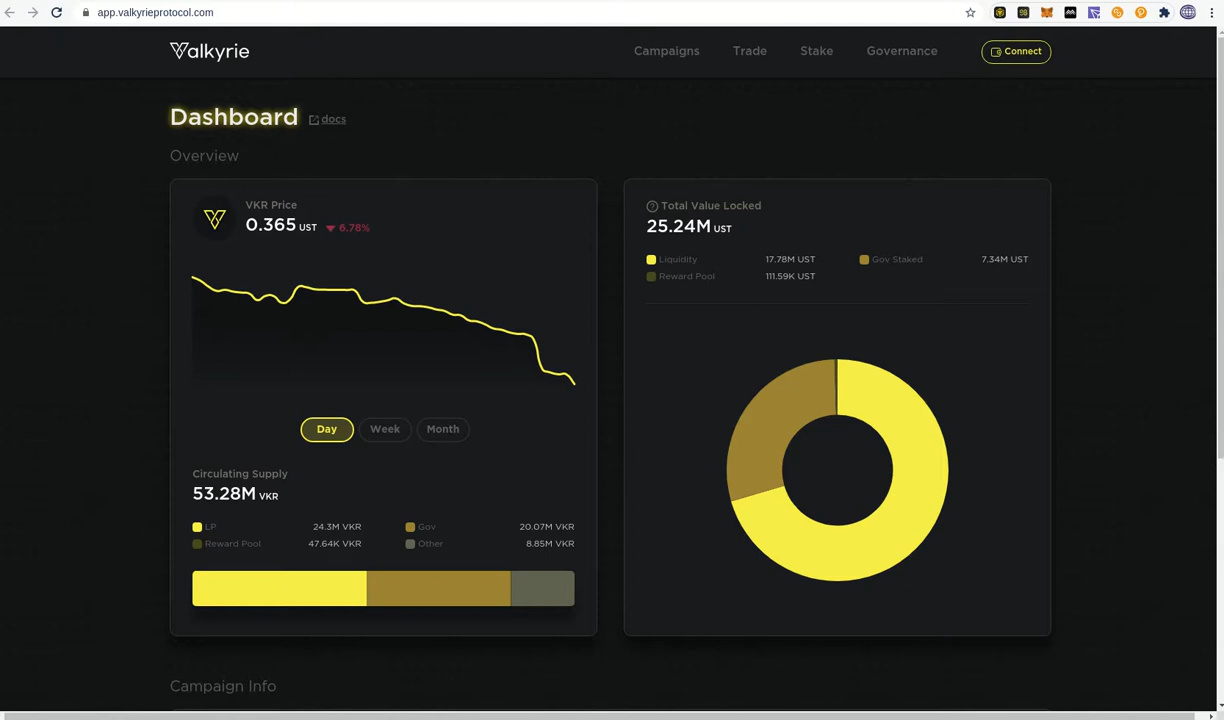 app.valkyrieprotocol.com
Valkyrie
Campaigns
Trade
Stake
Governance
Connect
Dashboard
docs
Overview
VKR Price
0.365 UST
6.78%
Day
Week
Month
Circulating Supply
53.28M VKR
LP 24.3M VKR
Gov 20.07M VKR
Reward Pool 47.64K VKR
Other 8.85M VKR
? Total Value Locked
25.24M UST
Liquidity 17.78M UST
Gov Staked 7.34M UST
Reward Pool 111.59K UST
Campaign Info